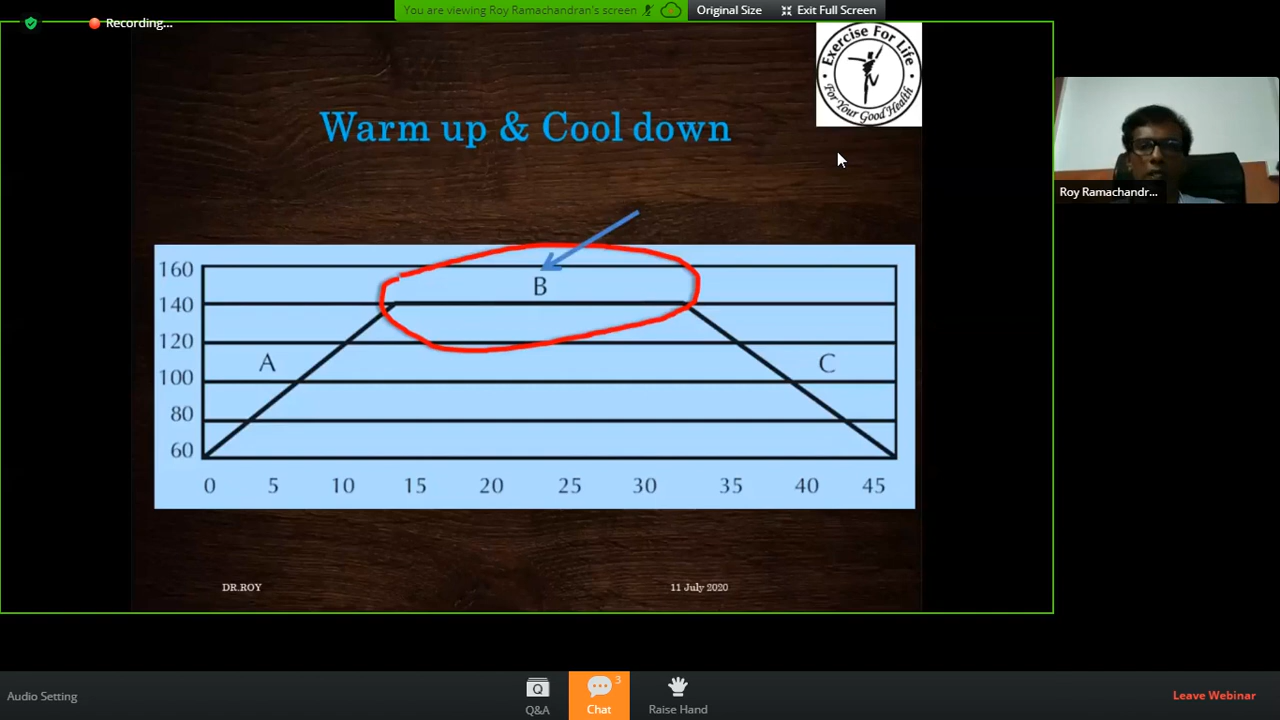 You are viewing Roy Ramachandran's screen
Original Size
Exit Full Screen
Recording...
Exercise For Life
For Your Good Health
Warm up & Cool down
Roy Ramachandr...
160
B
140
120
A
C
100
80
60
0 5 10 15 20 25 30 35 40 45
DR.ROY
11 July 2020
Audio Setting
Q
Q&A
3
Chat
Raise Hand
Leave Webinar